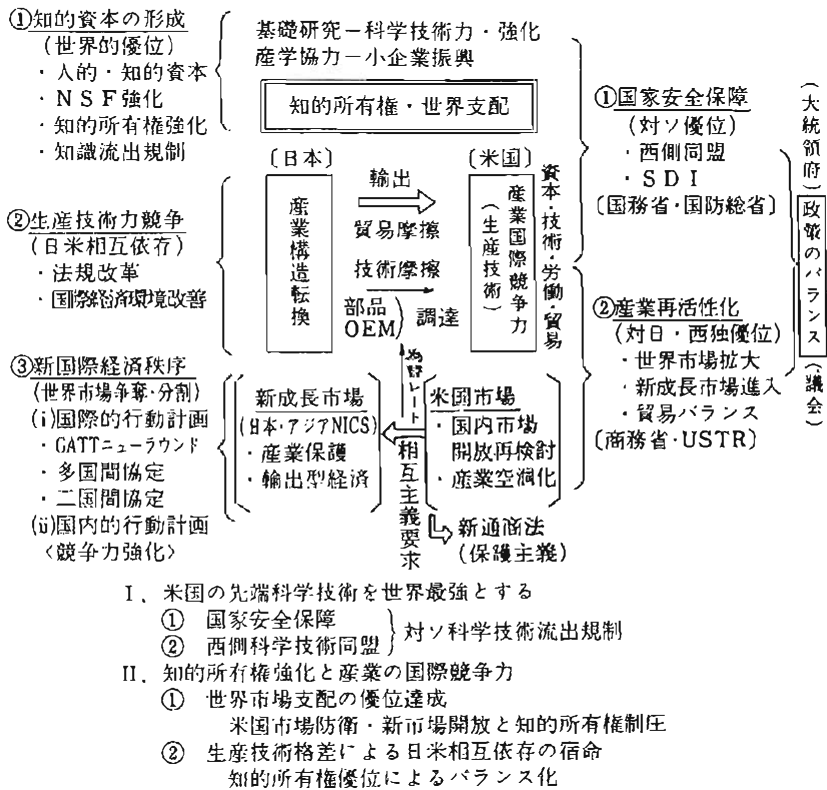 ①知的資本の形成
(世界的優位)
・人的・知的資本
・NSF強化
・知的所有権強化
・知識流出規制
基礎研究－科学技術力・強化
産学協力－小企業振興
知的所有権・世界支配
②生産技術力競争
(日米相互依存)
・法規改革
・国際経済環境改善
〔日本〕
産業構造転換
輸出
貿易摩擦
技術摩擦
部品
OEM
調達
〔米国〕
産業国際競争力
(生産技術)
資本・技術・労働・貿易
③新国際経済秩序
(世界市場争奪・分割)
(i)国際的行動計画
・GATTニューラウンド
・多国間協定
・二国間協定
(ii)国内的行動計画
〈競争力強化〉
新成長市場
(日本・アジアNICS)
・産業保護
・輸出型経済
為替レート
相互主義要求
米国市場
・国内市場
開放再検討
・産業空洞化
新通商法
(保護主義)
①国家安全保障
(対ソ優位)
・西側同盟
・SDI
〔国務省・国防総省〕
②産業再活性化
(対日・西独優位)
・世界市場拡大
・新成長市場進入
・貿易バランス
〔商務省・USTR〕
(大統領府)
政策のバランス
(議会)
I．米国の先端科学技術を世界最強とする
① 国家安全保障
② 西側科学技術同盟
対ソ科学技術流出規制
II．知的所有権強化と産業の国際競争力
① 世界市場支配の優位達成
米国市場防衛・新市場開放と知的所有権制圧
② 生産技術格差による日米相互依存の宿命
知的所有権優位によるバランス化